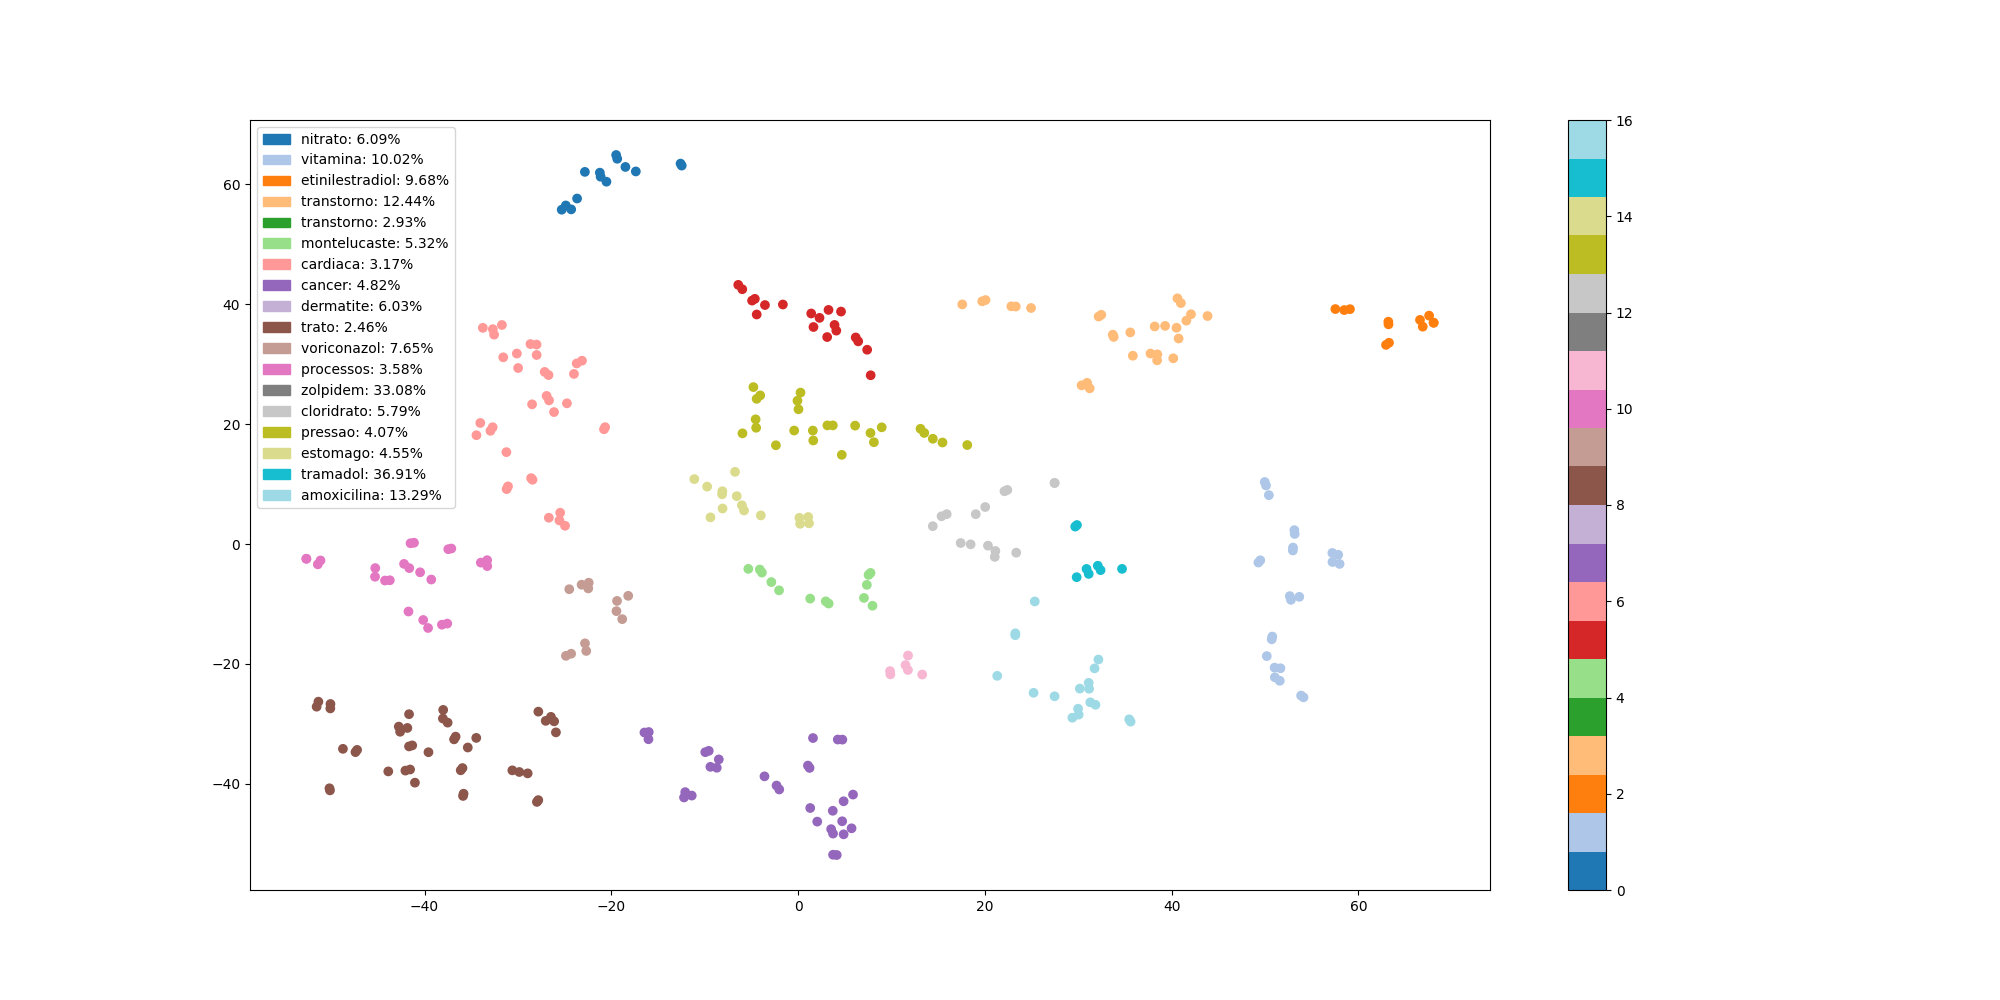 nitrato: 6.09%
vitamina: 10.02%
etinilestradiol: 9.68%
transtorno: 12.44%
transtorno: 2.93%
montelucaste: 5.32%
cardiaca: 3.17%
cancer: 4.82%
dermatite: 6.03%
trato: 2.46%
voriconazol: 7.65%
processos: 3.58%
zolpidem: 33.08%
cloridrato: 5.79%
pressao: 4.07%
estomago: 4.55%
tramadol: 36.91%
amoxicilina: 13.29%
60
40
20
0
−20
−40
−40
−20
0
20
40
60
16
14
12
10
8
6
4
2
0